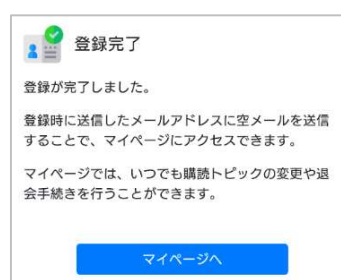 登録完了
登録が完了しました。
登録時に送信したメールアドレスに空メールを送信
することで、マイページにアクセスできます。
マイページでは、いつでも購読トピックの変更や退
会手続きを行うことができます。
マイページへ